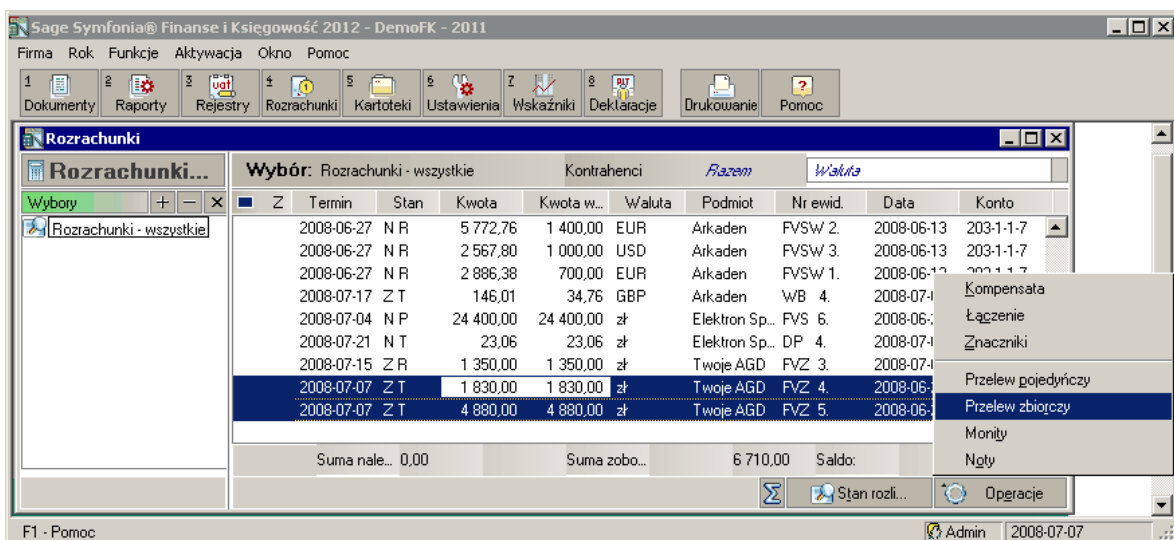 Sage Symfonia® Finanse i Księgowość 2012 - DemoFK - 2011
Firma Rok Funkcje Aktywacja Okno Pomoc
1 2 3 4 5 6 7 8
Dokumenty Raporty Rejestry Rozrachunki Kartoteki Ustawienia Wskaźniki Deklaracje Drukowanie Pomoc
Rozrachunki
Rozrachunki... Wybór: Rozrachunki - wszystkie Kontrahenci Razem Waluta
Wybory Z Termin Stan Kwota Kwota w... Waluta Podmiot Nr ewid. Data Konto
Rozrachunki - wszystkie
2008-06-27 N R 5 772,76 1 400,00 EUR Arkaden FVSW 2. 2008-06-13 203-1-1-7
2008-06-27 N R 2 567,80 1 000,00 USD Arkaden FVSW 3. 2008-06-13 203-1-1-7
2008-06-27 N R 2 886,38 700,00 EUR Arkaden FVSW 1.
2008-07-17 Z T 146,01 34,76 GBP Arkaden WB 4.
2008-07-04 N P 24 400,00 24 400,00 zł Elektron Sp... FVS 6.
2008-07-21 N T 23,06 23,06 zł Elektron Sp... DP 4.
2008-07-15 Z R 1 350,00 1 350,00 zł Twoje AGD FVZ 3.
2008-07-07 Z T 1 830,00 1 830,00 zł Twoje AGD FVZ 4.
2008-07-07 Z T 4 880,00 4 880,00 zł Twoje AGD FVZ 5.
Kompensata
Łączenie
Znaczniki
Przelew pojedyńczy
Przelew zbiorczy
Monity
Noty
Suma nale... 0,00 Suma zobo... 6 710,00 Saldo:
Σ Stan rozli... Operacje
F1 - Pomoc Admin 2008-07-07